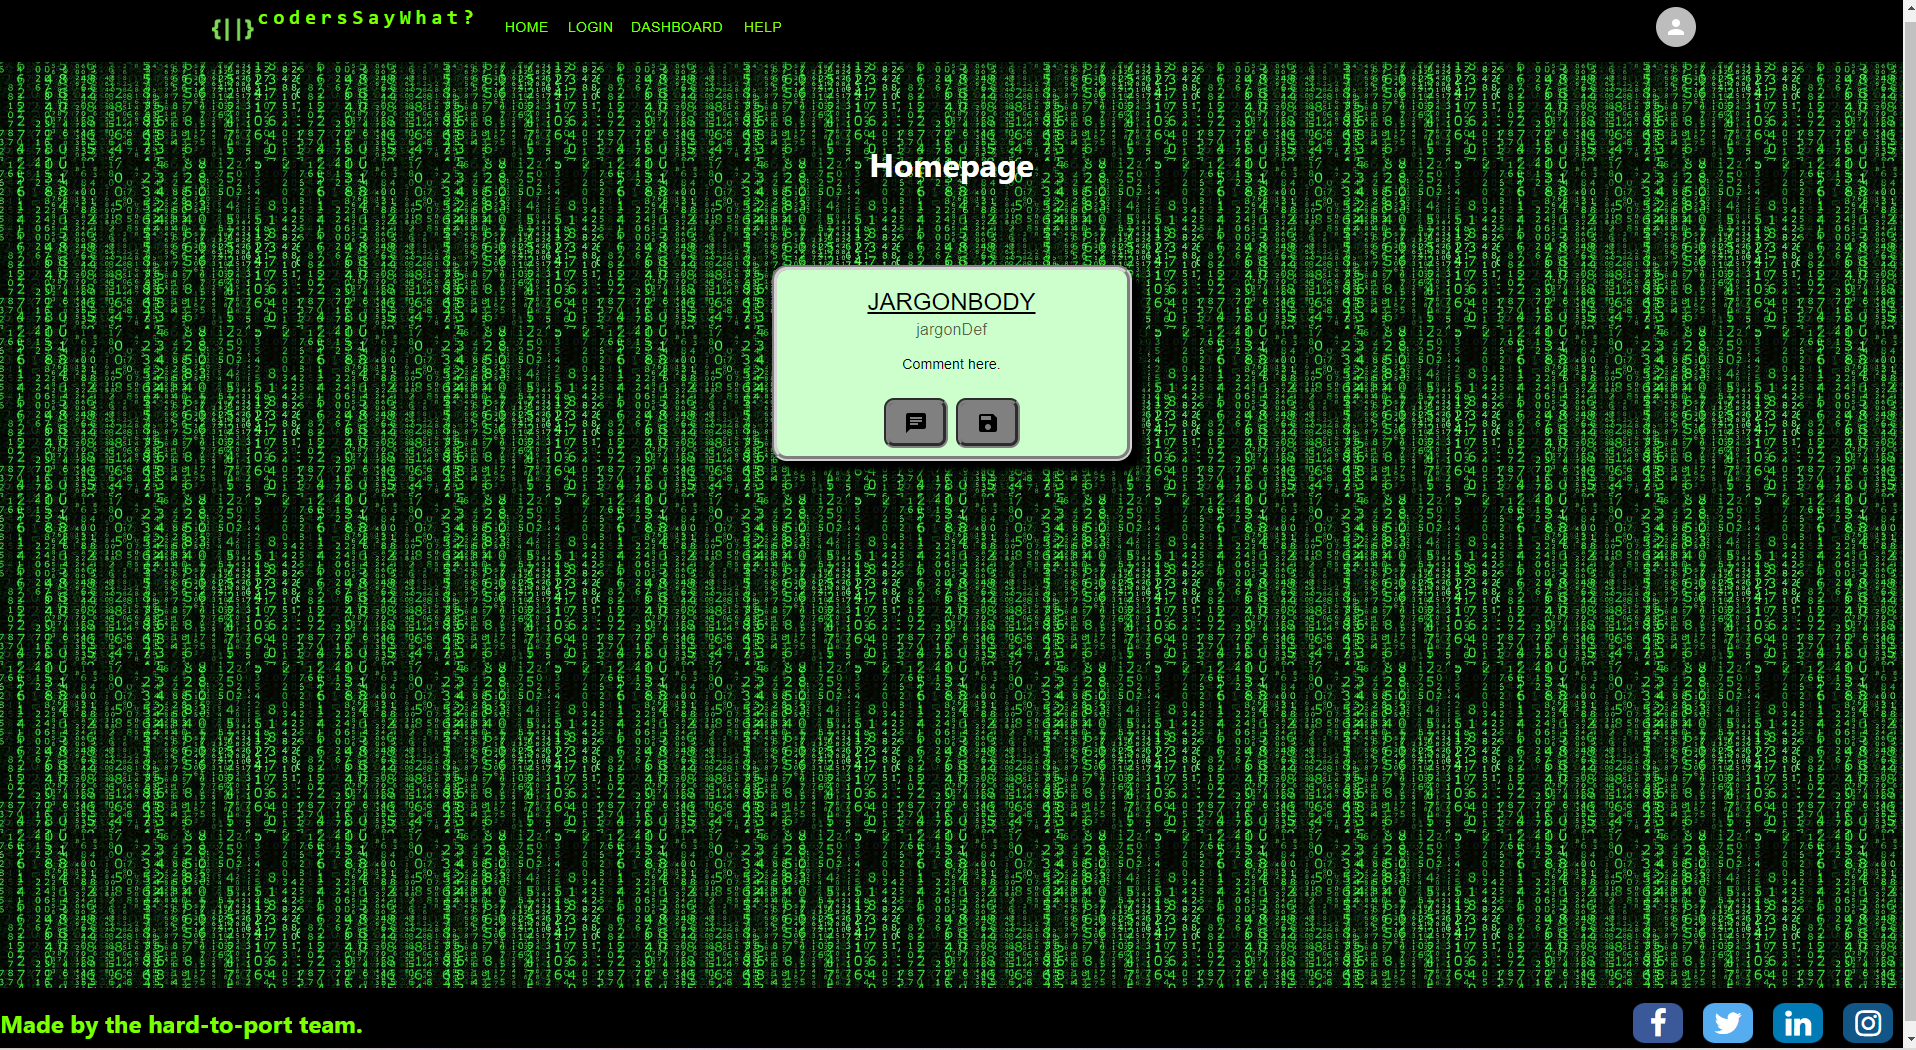 {||} codersSayWhat? HOME LOGIN DASHBOARD HELP
Homepage
JARGONBODY
jargonDef
Comment here.
Made by the hard-to-port team.